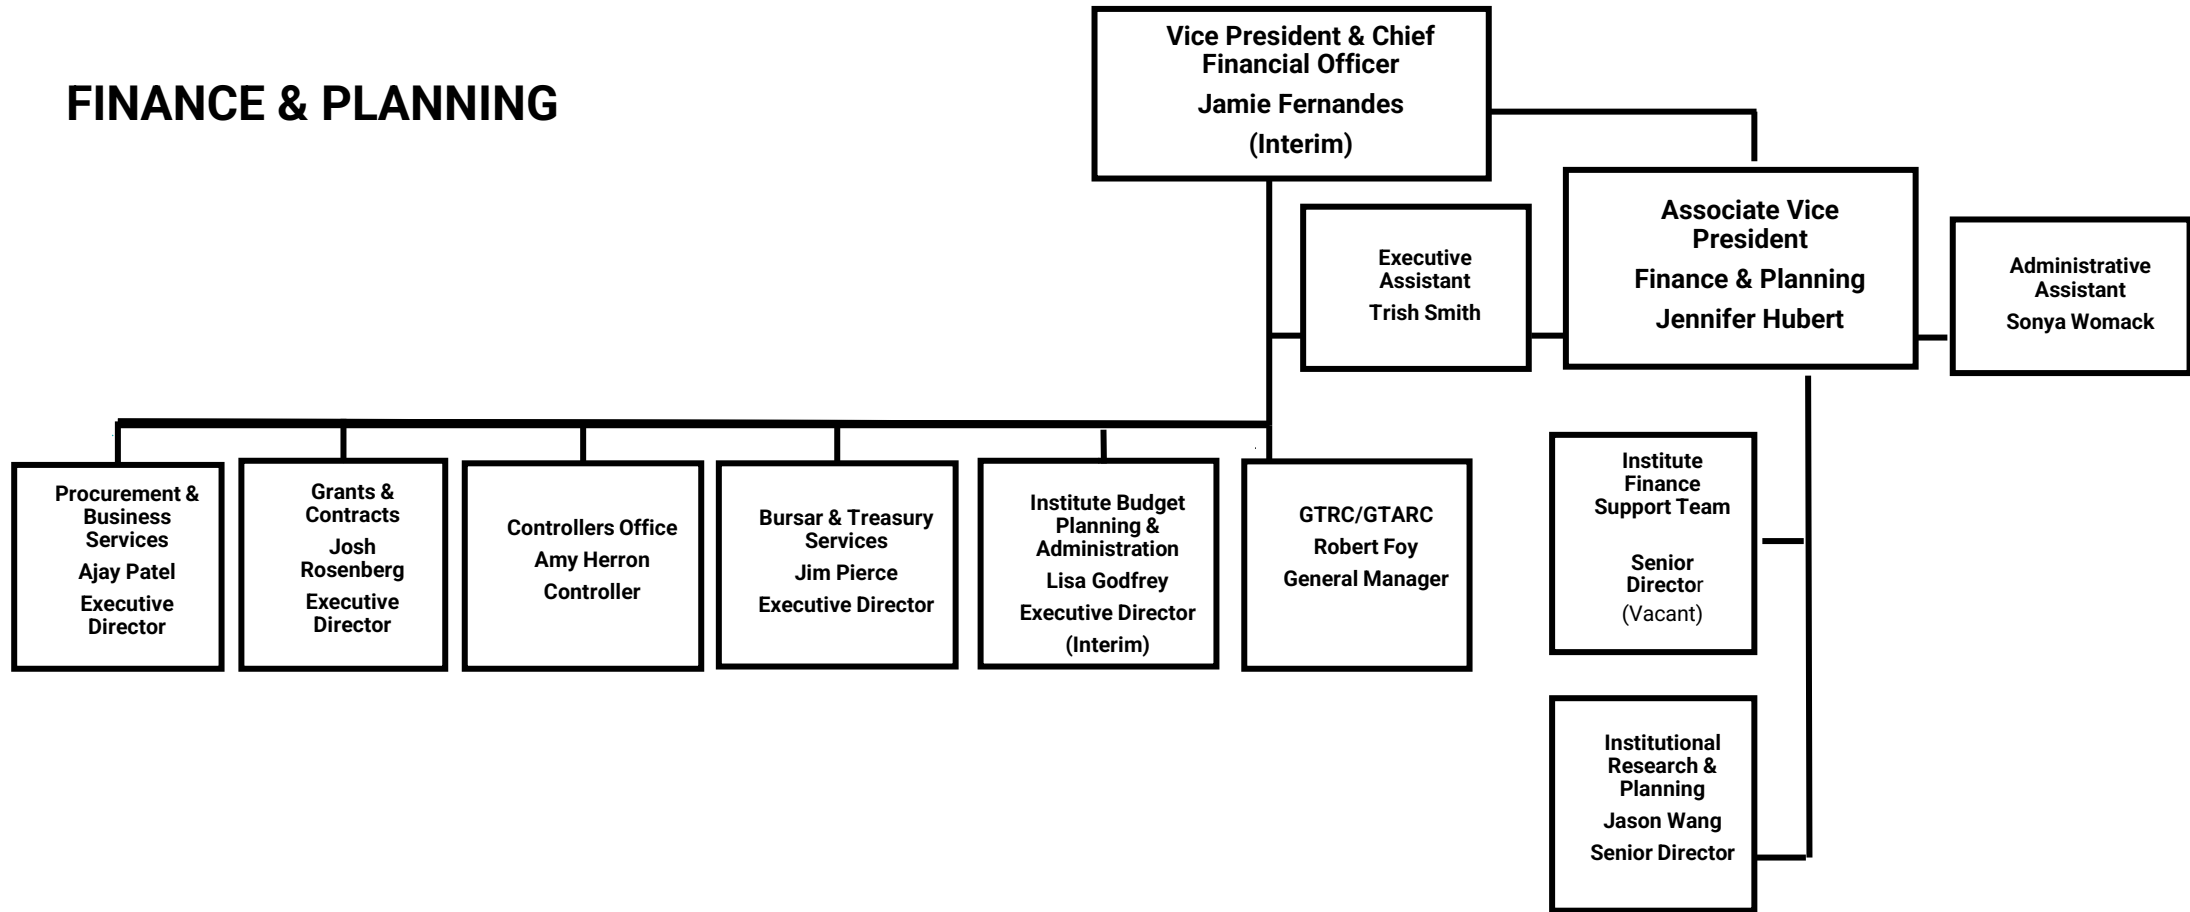 FINANCE & PLANNING
Vice President & Chief
Financial Officer
Jamie Fernandes
(Interim)
Executive
Assistant
Trish Smith
Associate Vice
President
Finance & Planning
Jennifer Hubert
Administrative
Assistant
Sonya Womack
Procurement &
Business
Services
Ajay Patel
Executive
Director
Grants &
Contracts
Josh
Rosenberg
Executive
Director
Controllers Office
Amy Herron
Controller
Bursar & Treasury
Services
Jim Pierce
Executive Director
Institute Budget
Planning &
Administration
Lisa Godfrey
Executive Director
(Interim)
GTRC/GTARC
Robert Foy
General Manager
Institute
Finance
Support Team
Senior
Director
(Vacant)
Institutional
Research &
Planning
Jason Wang
Senior Director